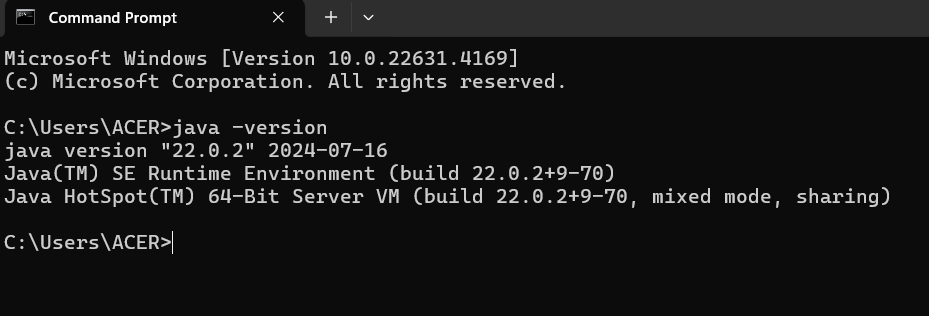 Command Prompt
Microsoft Windows [Version 10.0.22631.4169]
(c) Microsoft Corporation. All rights reserved.
C:\Users\ACER>java -version
java version "22.0.2" 2024-07-16
Java(TM) SE Runtime Environment (build 22.0.2+9-70)
Java HotSpot(TM) 64-Bit Server VM (build 22.0.2+9-70, mixed mode, sharing)
C:\Users\ACER>